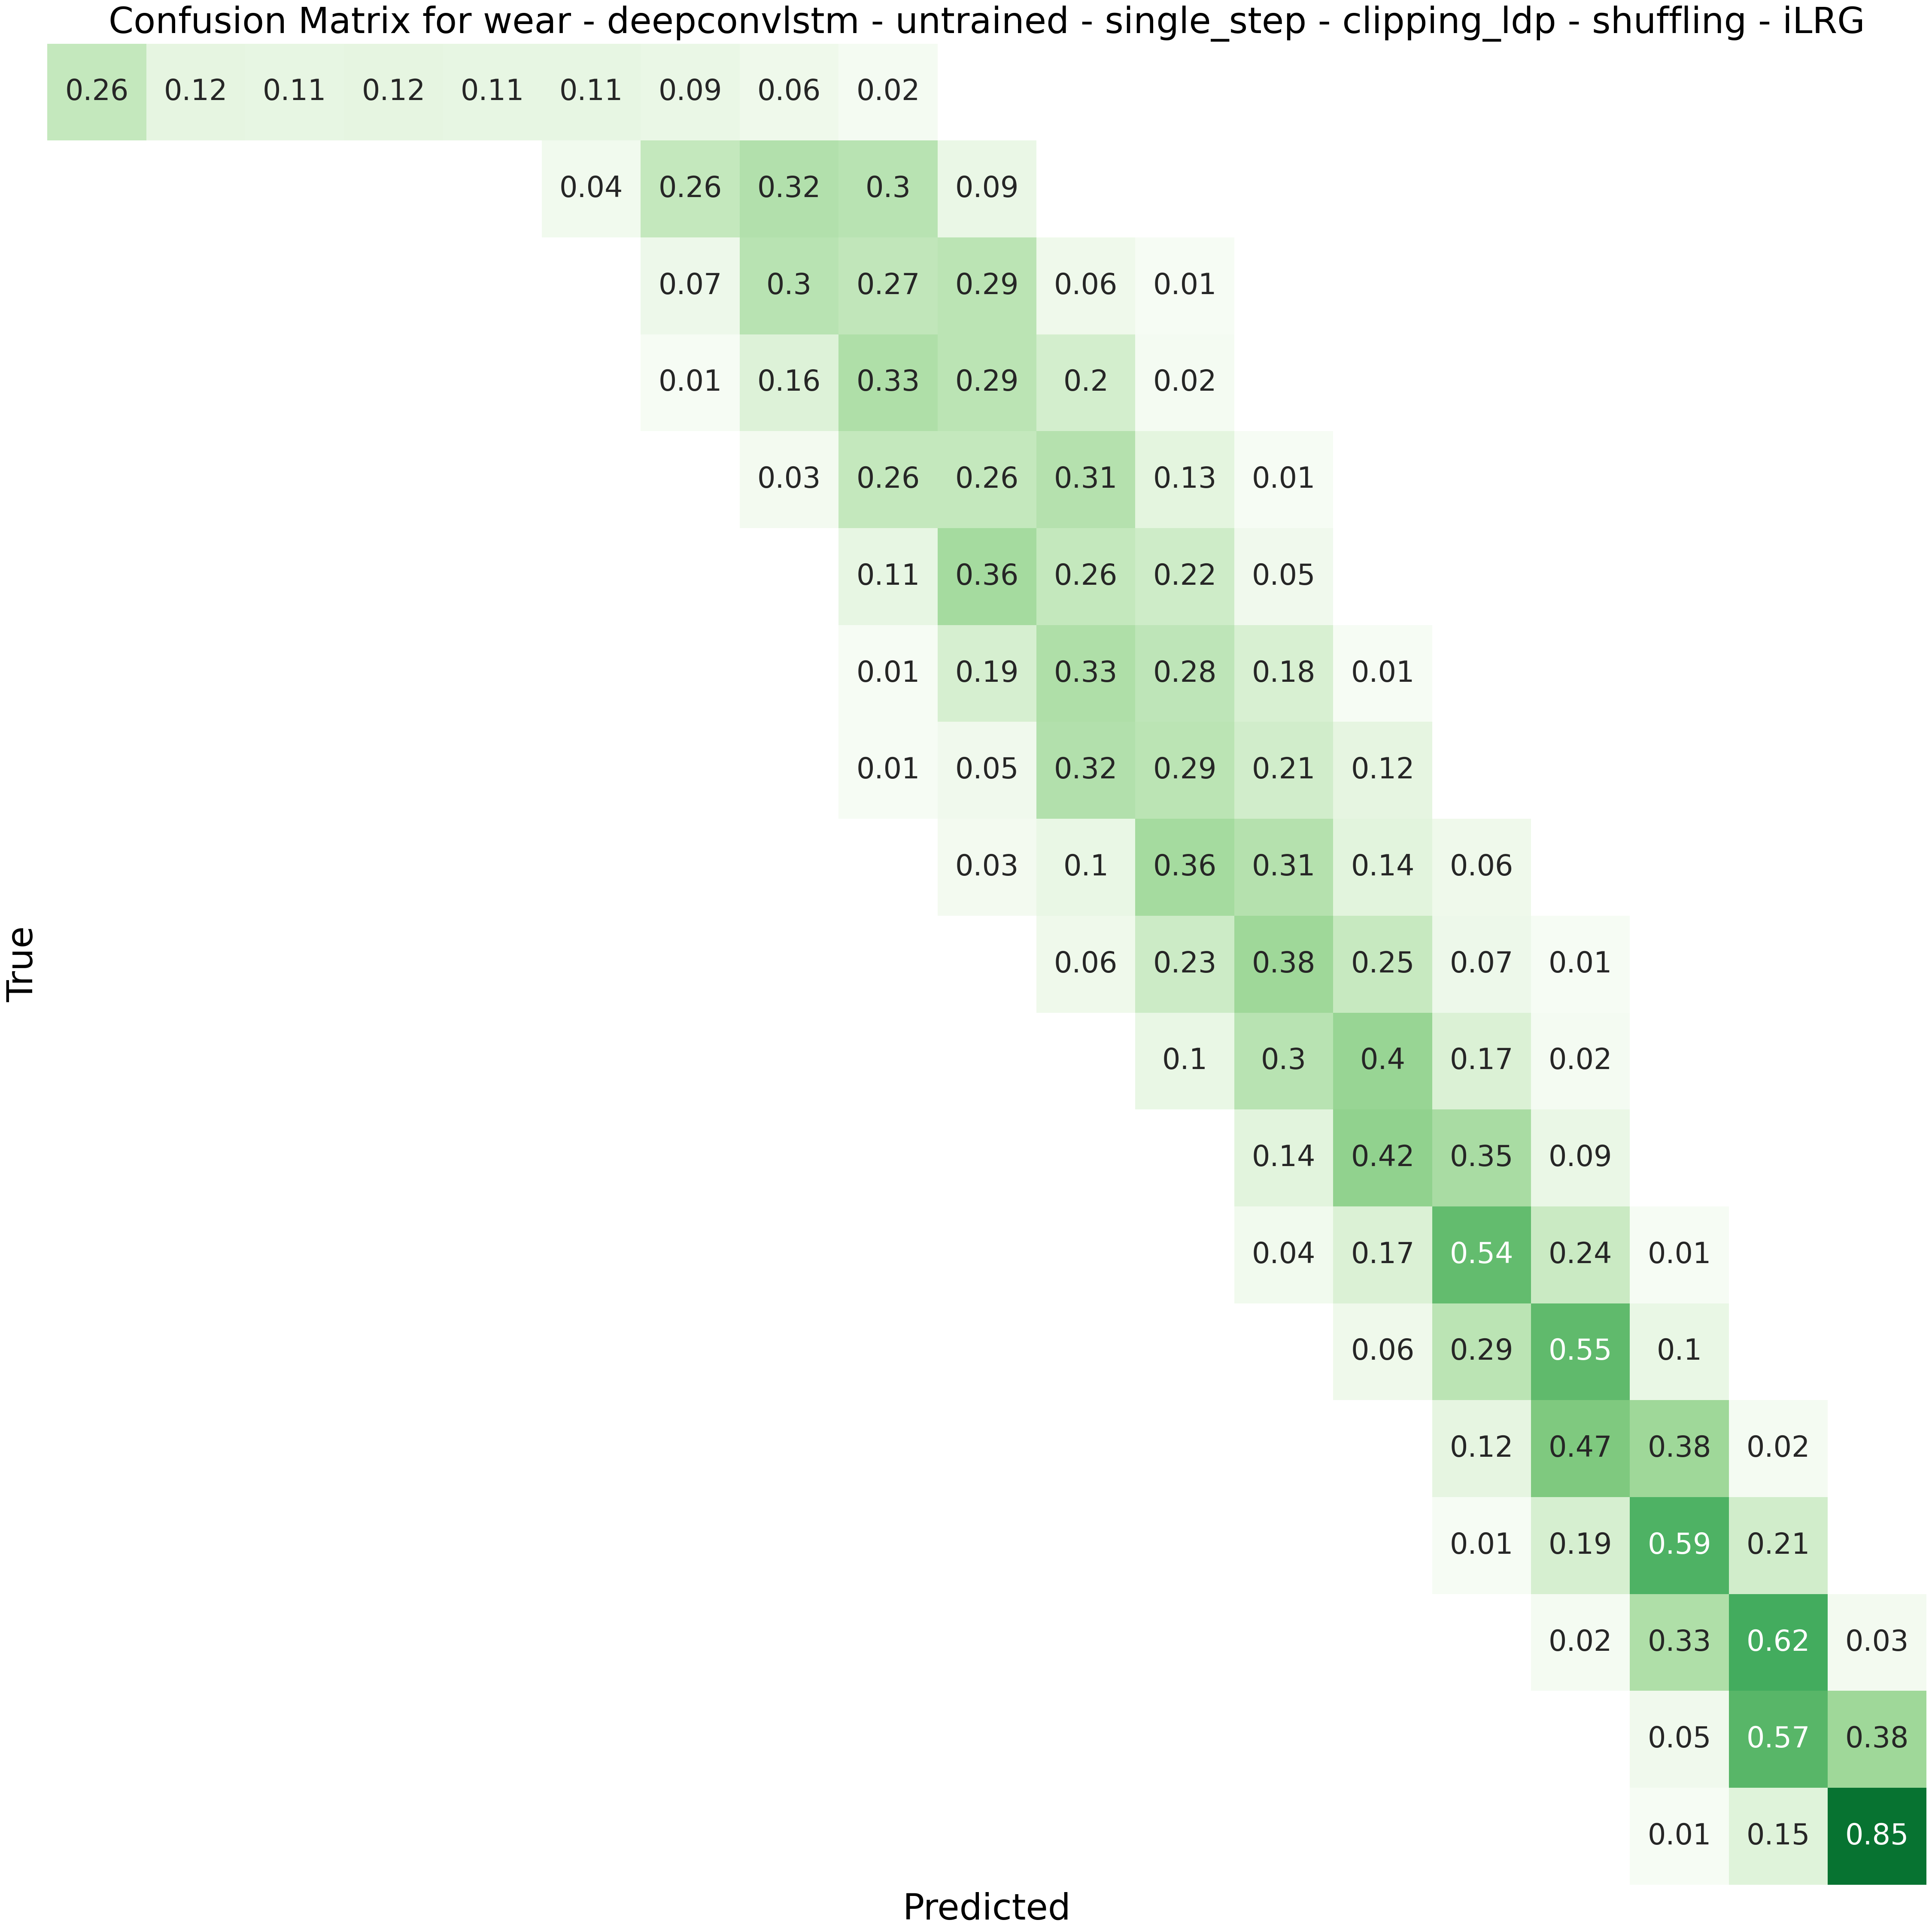 Confusion Matrix for wear - deepconvlstm - untrained - single_step - clipping_ldp - shuffling - iLRG
0.26 0.12 0.11 0.12 0.11 0.11 0.09 0.06 0.02
0.04 0.26 0.32 0.3 0.09
0.07 0.3 0.27 0.29 0.06 0.01
0.01 0.16 0.33 0.29 0.2 0.02
0.03 0.26 0.26 0.31 0.13 0.01
0.11 0.36 0.26 0.22 0.05
0.01 0.19 0.33 0.28 0.18 0.01
0.01 0.05 0.32 0.29 0.21 0.12
0.03 0.1 0.36 0.31 0.14 0.06
True
0.06 0.23 0.38 0.25 0.07 0.01
0.1 0.3 0.4 0.17 0.02
0.14 0.42 0.35 0.09
0.04 0.17 0.54 0.24 0.01
0.06 0.29 0.55 0.1
0.12 0.47 0.38 0.02
0.01 0.19 0.59 0.21
0.02 0.33 0.62 0.03
0.05 0.57 0.38
0.01 0.15 0.85
Predicted